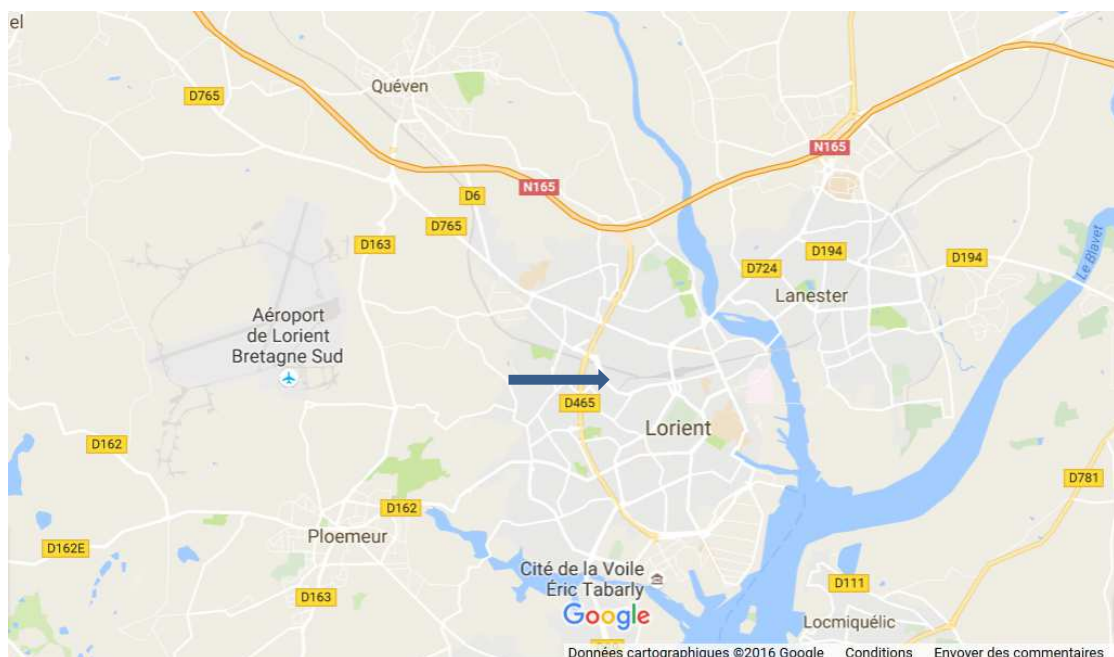 el
Quéven
D765
N165
N165
D6
D765
D163
D194
D194
D724
Le Blavet
Lanester
Aéroport
de Lorient
Bretagne Sud
D465
Lorient
D162
D781
D162
Ploemeur
D162E
Cité de la Voile
Éric Tabarly
D111
D163
Google
Locmiquélic
Données cartographiques ©2016 Google Conditions Envoyer des commentaires